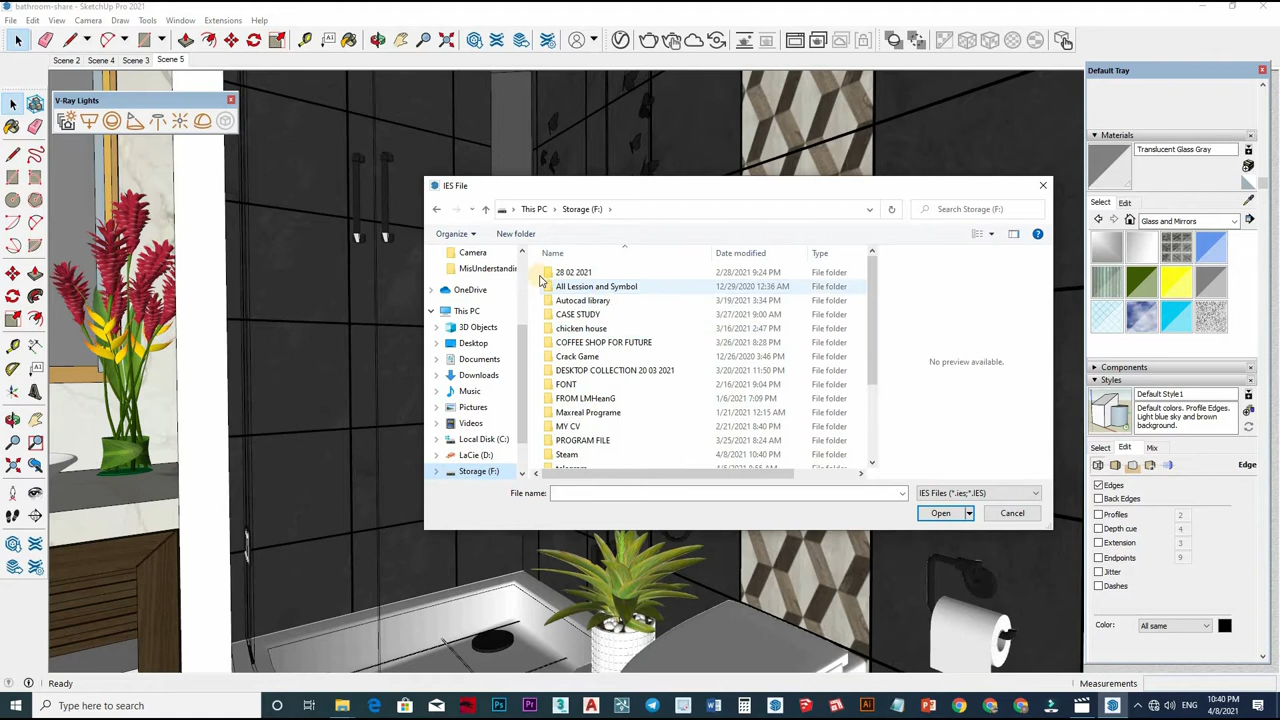 bathroom-share - SketchUp Pro 2021
File Edit View Camera Draw Tools Window Extensions Help
Scene 2 Scene 4 Scene 3 Scene 5
V-Ray Lights
Default Tray
Materials
Translucent Glass Gray
Select Edit
Glass and Mirrors
Components
Styles
Default Style
Default colors. Profile Edges.
Light blue sky and brown
background.
Select Edit Mix
Edge
Edges
Back Edges
Profiles 2
Depth cue 4
Extension 3
Endpoints 9
Jitter
Dashes
Color: All same
IES File
This PC Storage (F:)
Search Storage (F:)
Organize New folder
Camera
MisUnderstandin
OneDrive
This PC
3D Objects
Desktop
Documents
Downloads
Music
Pictures
Videos
Local Disk (C:)
LaCie (D:)
Storage (F:)
Name Date modified Type
28 02 2021 2/28/2021 9:24 PM File folder
All Lession and Symbol 12/29/2020 12:36 AM File folder
Autocad library 3/19/2021 3:34 PM File folder
CASE STUDY 3/27/2021 9:00 AM File folder
chicken house 3/16/2021 2:47 PM File folder
COFFEE SHOP FOR FUTURE 3/26/2021 8:28 PM File folder
Crack Game 12/26/2020 3:46 PM File folder
DESKTOP COLLECTION 20 03 2021 3/20/2021 11:50 PM File folder
FONT 2/16/2021 9:04 PM File folder
FROM LMHeanG 1/6/2021 7:09 PM File folder
Maxreal Programe 1/21/2021 12:15 AM File folder
MY CV 2/21/2021 8:40 PM File folder
PROGRAM FILE 3/25/2021 8:24 AM File folder
Steam 4/8/2021 10:40 PM File folder
No preview available.
File name: IES Files (*.ies;*.IES)
Open Cancel
Ready
Measurements
Type here to search
10:40 PM
4/8/2021